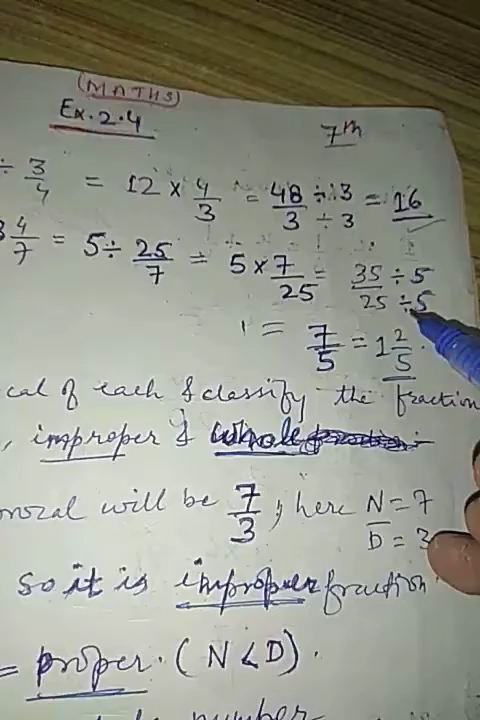 (MATHS)
Ex. 2.4
7th
÷ 3/4 = 12 × 4/3 = 48/3 ÷ 3/÷ 3 = 16
3 4/7 = 5 ÷ 25/7 = 5 × 7/25 = 35/25 ÷ 5/÷ 5
= 7/5 = 1 2/5.
cal of each & classify the fraction
, improper & whole :-
rocal will be 7/3, here N = 7
D = 3
so it is improper fraction
= proper. (N < D).
number